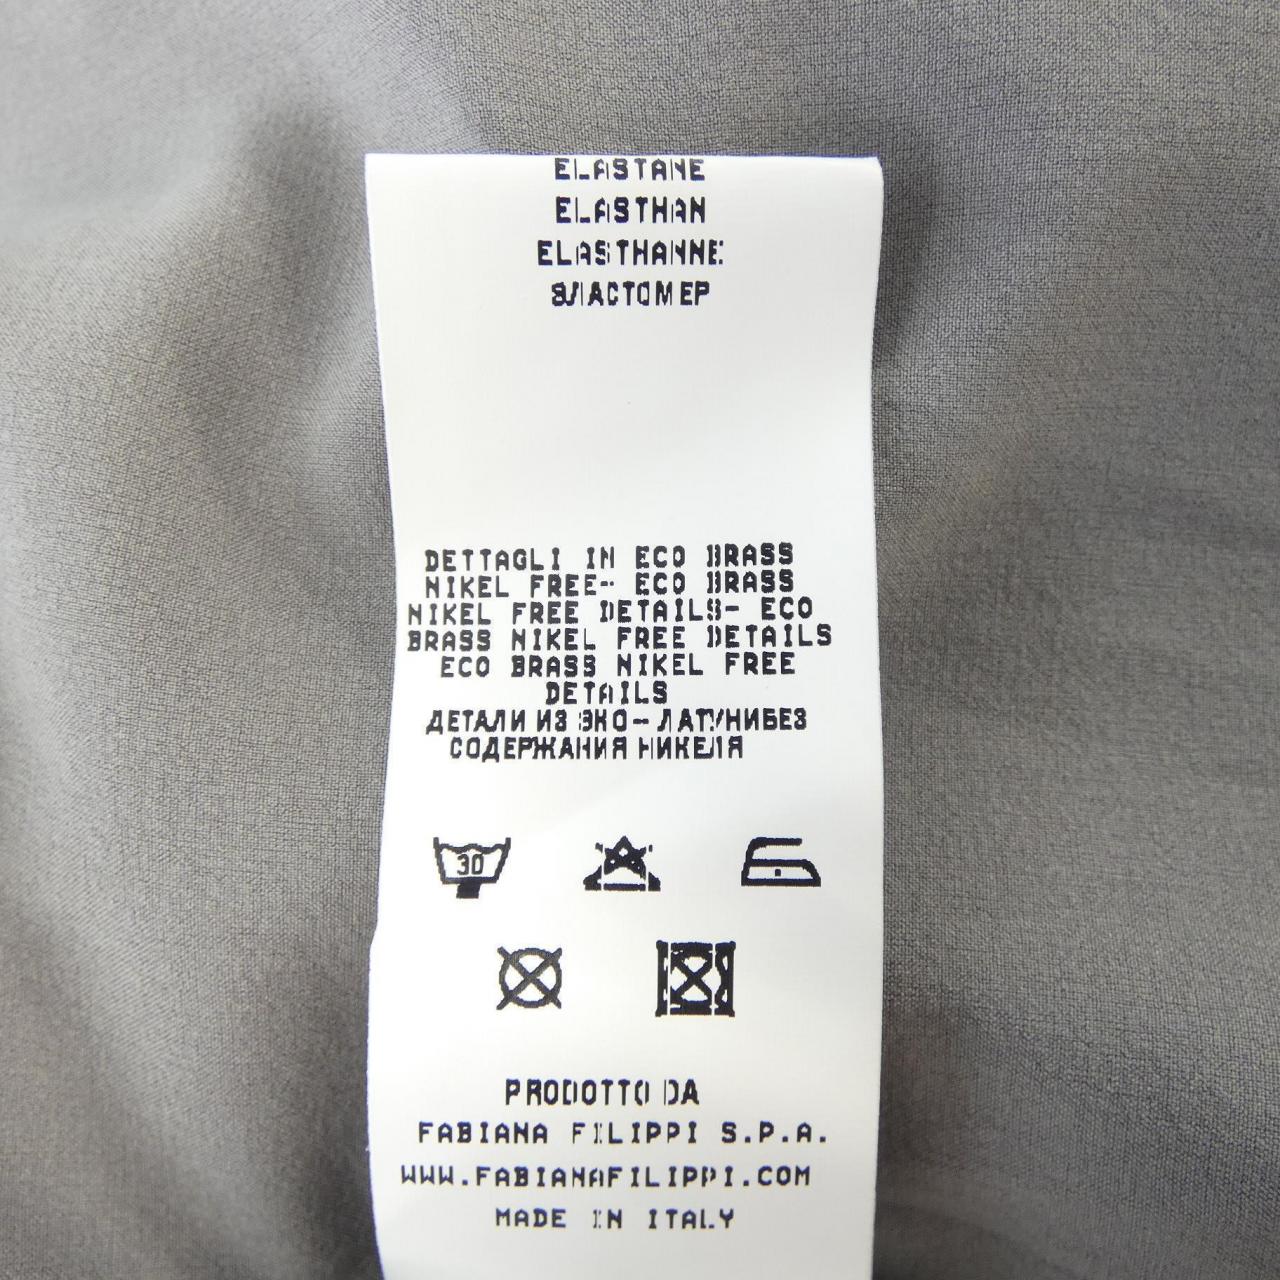 ELASTANE
ELASTHAN
ELASTHANNE
ЭЛАСТОМЕР
DETTAGLI IN ECO BRASS
NIKEL FREE- ECO BRASS
NIKEL FREE DETAILS- ECO
BRASS NIKEL FREE DETAILS
ECO BRASS NIKEL FREE
DETAILS
ДЕТАЛИ ИЗ ЭКО-ЛАТУНИБЕЗ
СОДЕРЖАНИЯ НИКЕЛЯ
30
PRODOTTO DA
FABIANA FILIPPI S.P.A.
WWW.FABIANAFILIPPI.COM
MADE IN ITALY